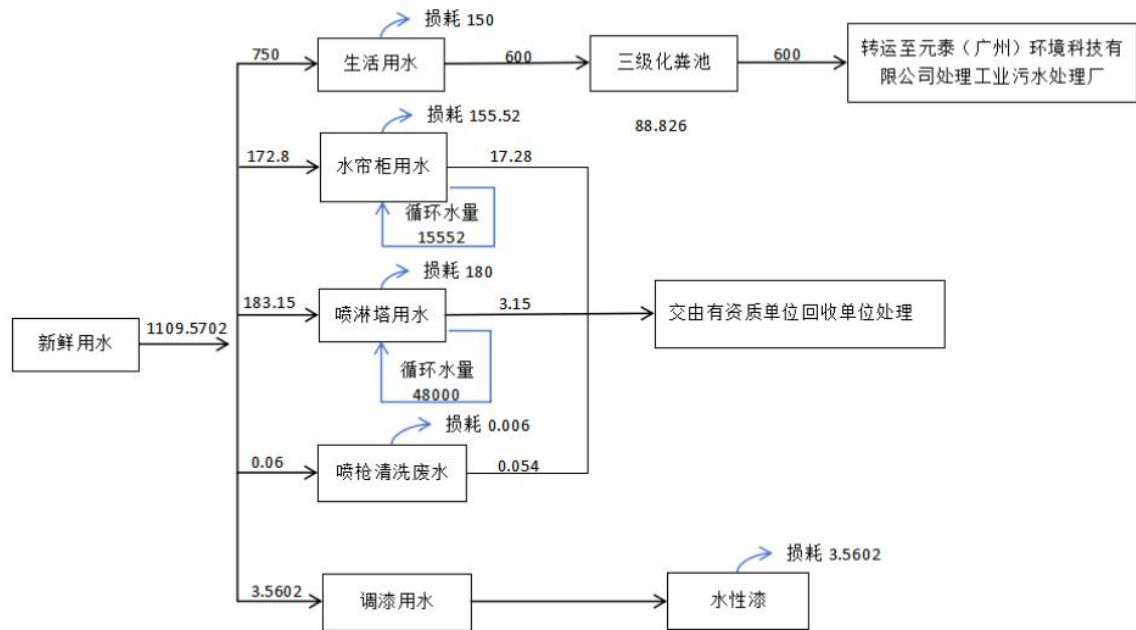 损耗 150
750
生活用水
600
三级化粪池
600
转运至元泰（广州）环境科技有
限公司处理工业污水处理厂
损耗 155.52
88.826
172.8
水帘柜用水
17.28
循环水量
15552
损耗 180
183.15
喷淋塔用水
3.15
交由有资质单位回收单位处理
新鲜用水
1109.5702
循环水量
48000
损耗 0.006
0.06
喷枪清洗废水
0.054
损耗 3.5602
3.5602
调漆用水
水性漆